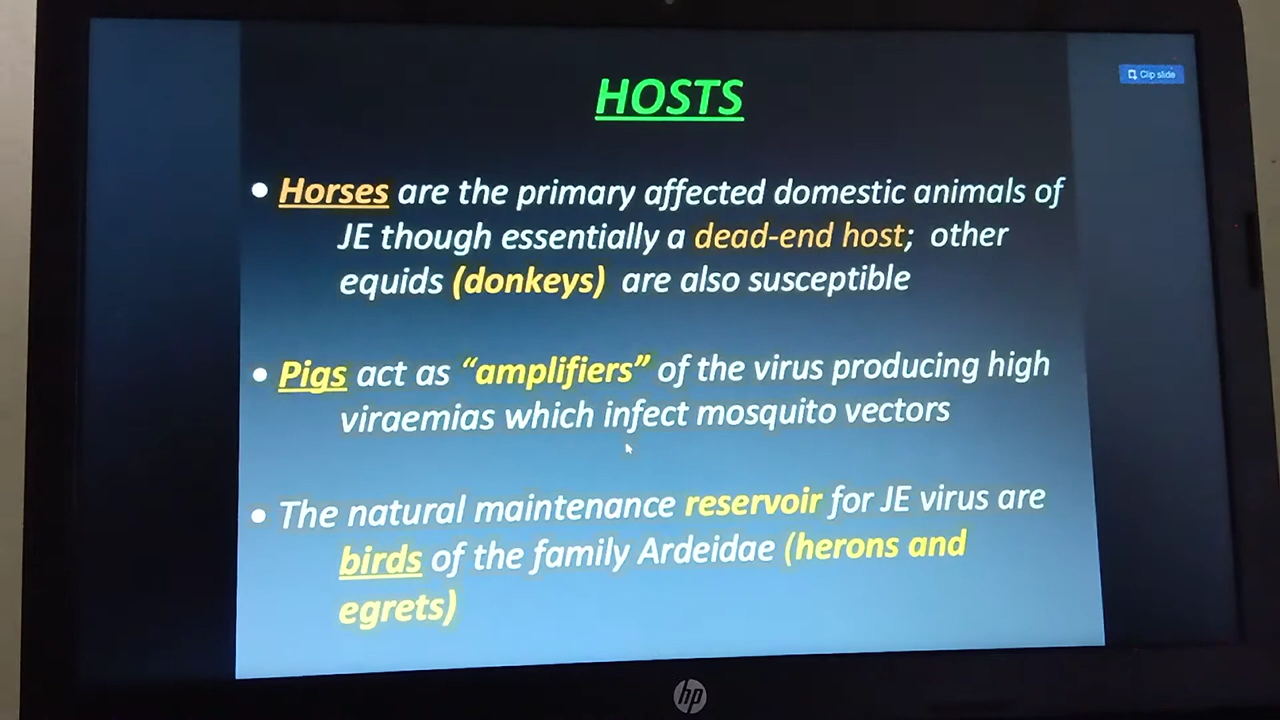 Clip slide
HOSTS
• Horses are the primary affected domestic animals of
JE though essentially a dead-end host; other
equids (donkeys) are also susceptible
• Pigs act as “amplifiers” of the virus producing high
viraemias which infect mosquito vectors
• The natural maintenance reservoir for JE virus are
birds of the family Ardeidae (herons and
egrets)
hp